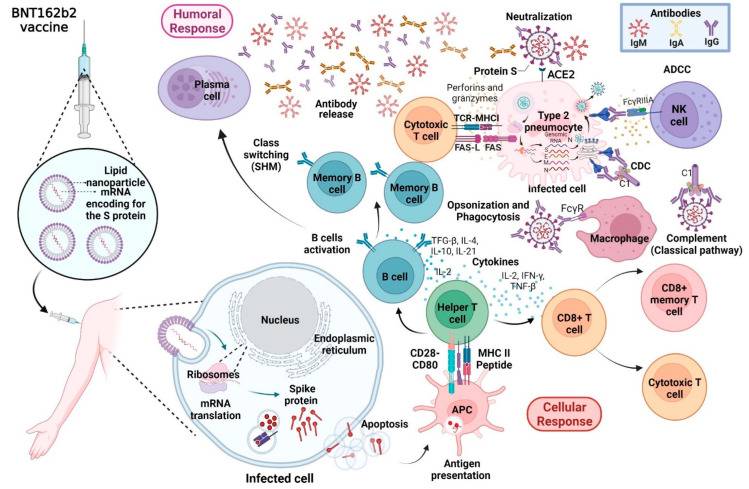 BNT162b2
vaccine
Lipid
nanoparticle
mRNA
encoding for
the S protein
Humoral
Response
Plasma
cell
Antibody
release
Class
switching
(SHM)
Memory B
cell
Memory B
cell
B cells
activation
B cell
TFG-β, IL-4,
IL-10, IL-21
IL-2
Cytokines
IL-2, IFN-γ,
TNF-β
Helper T
cell
CD8+ T
cell
CD8+
memory T
cell
Cytotoxic T
cell
CD28-
CD80
MHC II
Peptide
APC
Antigen
presentation
Cellular
Response
Nucleus
Endoplasmic
reticulum
Ribosomes
mRNA
translation
Spike
protein
Apoptosis
Infected cell
Neutralization
Protein S
ACE2
Antibodies
IgM
IgA
IgG
Perforins and
granzymes
Cytotoxic
T cell
TCR-MHCI
FAS-L
FAS
Type 2
pneumocyte
Genomic
RNA
N
S
E
M
Infected cell
ADCC
FcγRIIIA
NK
cell
CDC
C1
Opsonization and
Phagocytosis
FcγR
Macrophage
C1
Complement
(Classical pathway)